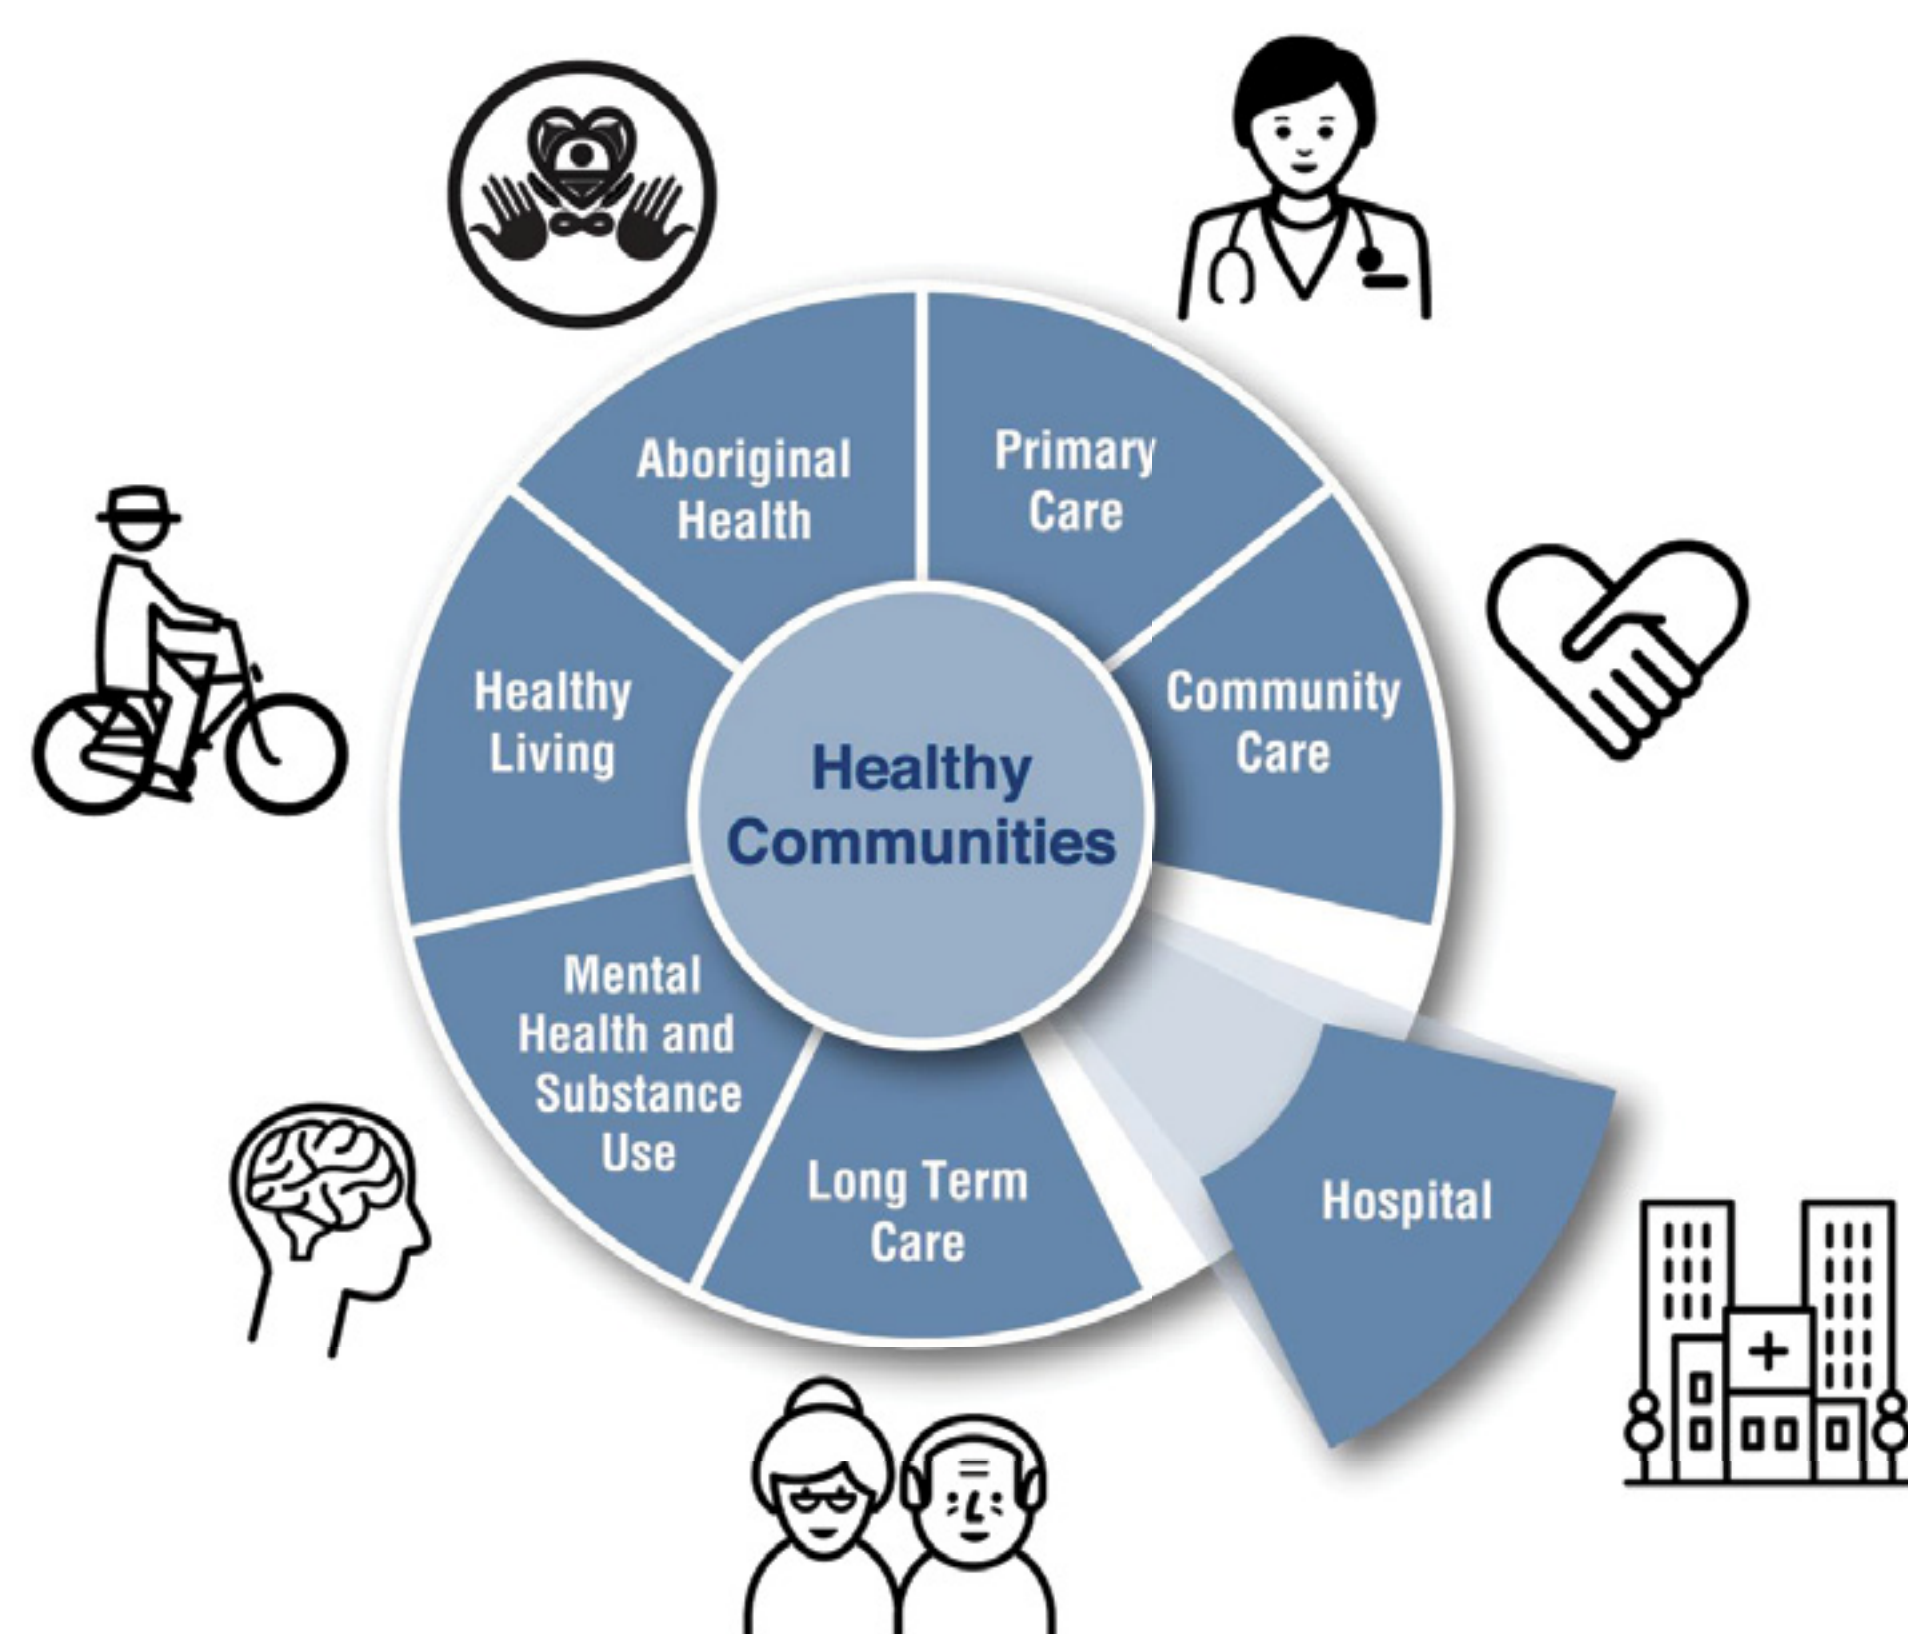 Aboriginal
Health
Primary
Care
Healthy
Living
Community
Care
Healthy
Communities
Mental
Health and
Substance
Use
Long Term
Care
Hospital